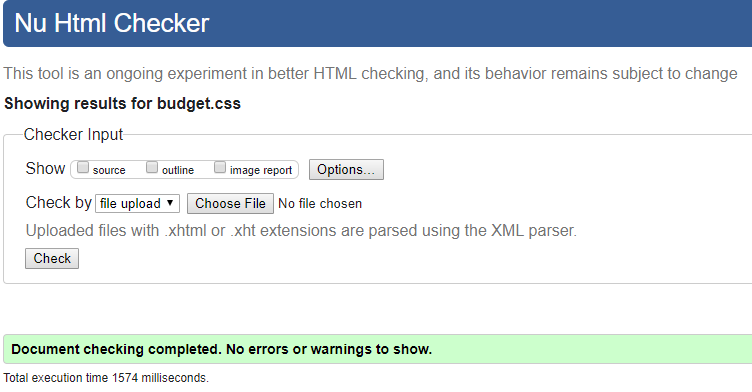 Nu Html Checker
This tool is an ongoing experiment in better HTML checking, and its behavior remains subject to change
Showing results for budget.css
Checker Input
Show source outline image report Options...
Check by file upload Choose File No file chosen
Uploaded files with .xhtml or .xht extensions are parsed using the XML parser.
Check
Document checking completed. No errors or warnings to show.
Total execution time 1574 milliseconds.